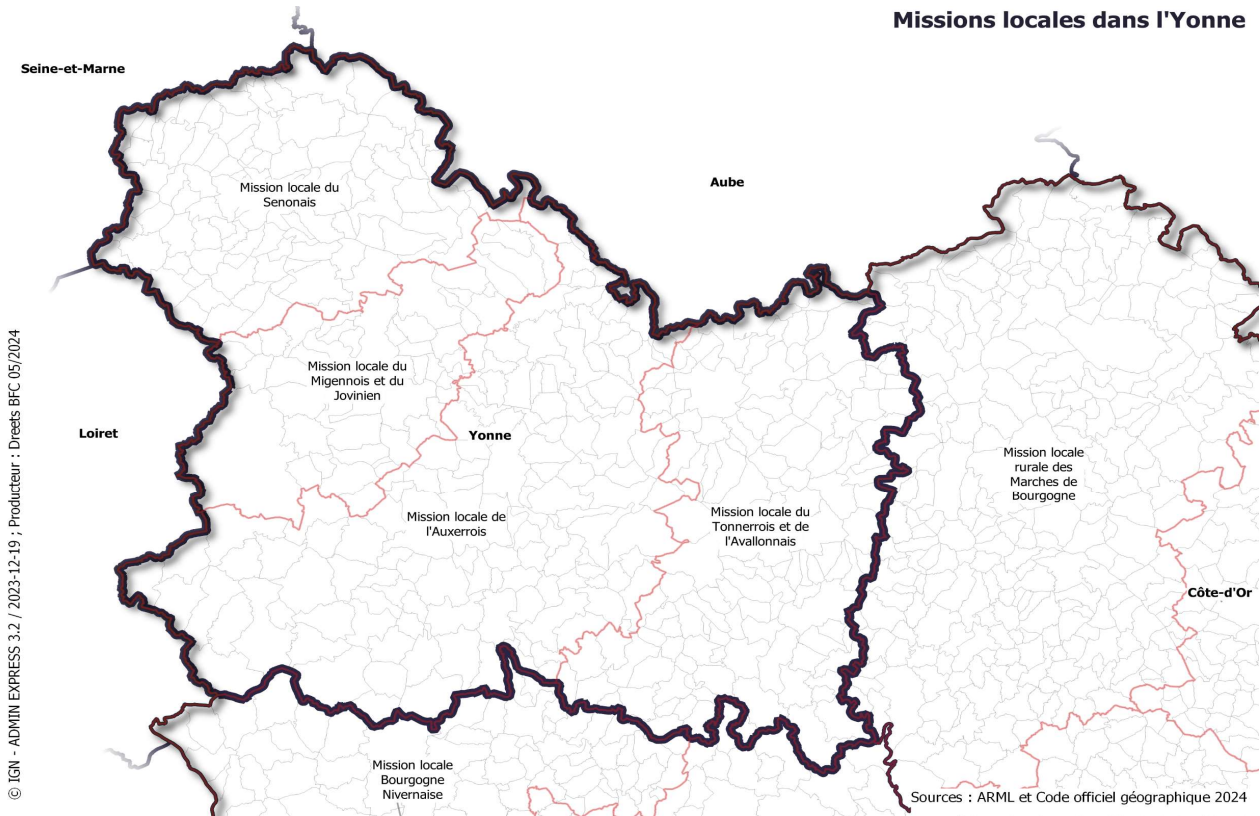 Missions locales dans l'Yonne
Seine-et-Marne
Aube
Mission locale du
Senonais
Mission locale du
Migennois et du
Jovinien
Loiret
Yonne
Mission locale
rurale des
Marches de
Bourgogne
Mission locale de
l'Auxerrois
Mission locale du
Tonnerrois et de
l'Avallonnais
Côte-d'Or
Mission locale
Bourgogne
Nivernaise
Sources : ARML et Code officiel géographique 2024
© IGN - ADMIN EXPRESS 3.2 / 2023-12-19 ; Producteur : Dreets BFC 05/2024